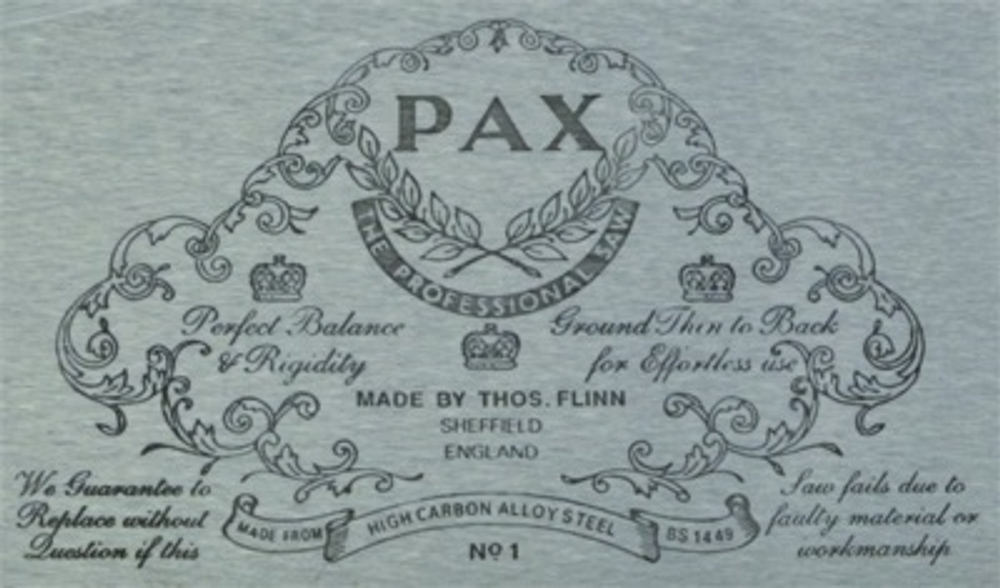 PAX
THE PROFESSIONAL SAW
Perfect Balance
& Rigidity
Ground Thin to Back
for Effortless use
MADE BY THOS. FLINN
SHEFFIELD
ENGLAND
We Guarantee to
Replace without
Question if this
Saw fails due to
faulty material or
workmanship
MADE FROM HIGH CARBON ALLOY STEEL BS 1449
Nº 1